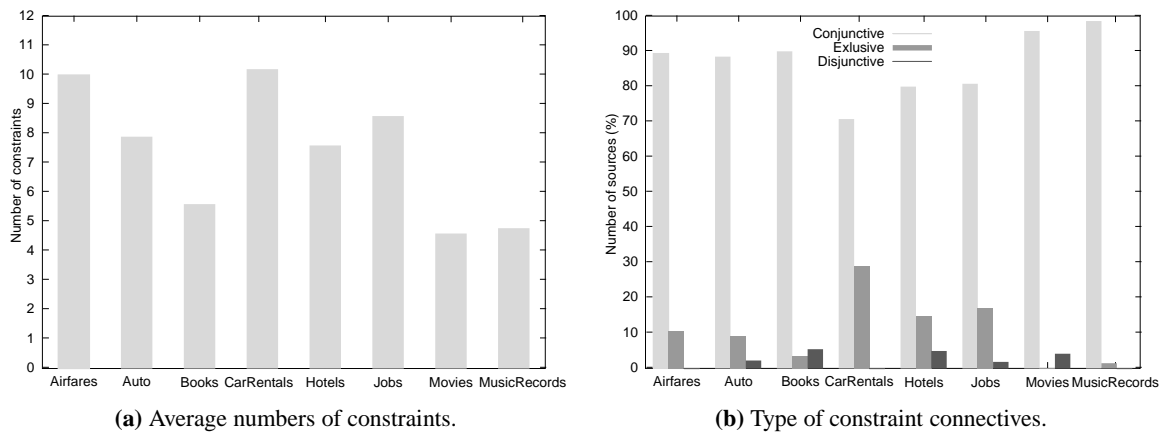 12
11
10
9
8
7
6
5
4
3
2
1
0
Number of constraints
Airfares Auto Books CarRentals Hotels Jobs Movies MusicRecords
(a) Average numbers of constraints.
100
90
80
70
60
50
40
30
20
10
0
Number of sources (%)
Conjunctive
Exlusive
Disjunctive
Airfares Auto Books CarRentals Hotels Jobs Movies MusicRecords
(b) Type of constraint connectives.